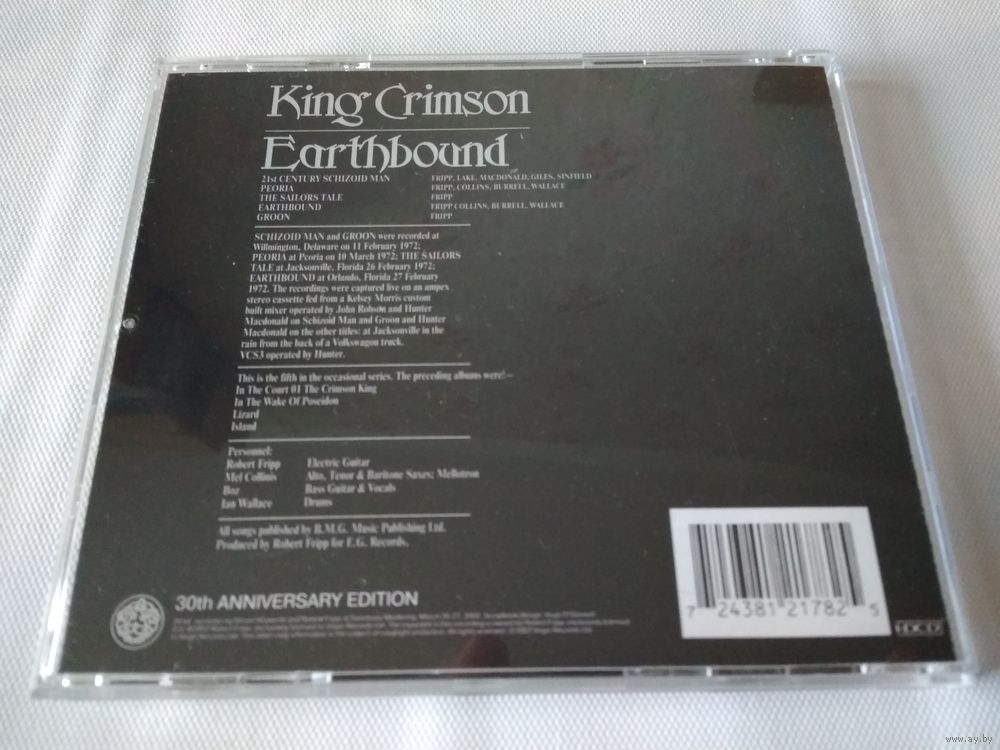 King Crimson
Earthbound
21st CENTURY SCHIZOID MAN FRIPP, LAKE, MACDONALD, GILES, SINFIELD
PEORIA FRIPP, COLLINS, BURRELL, WALLACE
THE SAILORS TALE FRIPP
EARTHBOUND FRIPP COLLINS, BURRELL, WALLACE
GROON FRIPP
SCHIZOID MAN and GROON were recorded at
Willmington, Delaware on 11 February 1972;
PEORIA at Peoria on 10 March 1972; THE SAILORS
TALE at Jacksonville, Florida 26 February 1972;
EARTHBOUND at Orlando, Florida 27 February
1972. The recordings were captured live on an ampex
stereo cassette fed from a Kelsey Morris custom
built mixer operated by John Robson and Hunter
Macdonald on Schizoid Man and Groon and Hunter
Macdonald on the other titles: at Jacksonville in the
rain from the back of a Volkswagon truck.
VCS3 operated by Hunter.
This is the fifth in the occasional series. The preceding albums were:—
In The Court 01 The Crimson King
In The Wake Of Poseidon
Lizard
Island
Personnel:
Robert Fripp Electric Guitar
Mel Collinis Alto, Tenor & Baritone Saxes; Mellotron
Boz Bass Guitar & Vocals
Ian Wallace Drums
All songs published by B.M.G. Music Publishing Ltd.
Produced by Robert Fripp for E.G. Records.
30th ANNIVERSARY EDITION
7 24381 21782 5
HDCD
www.ay.by